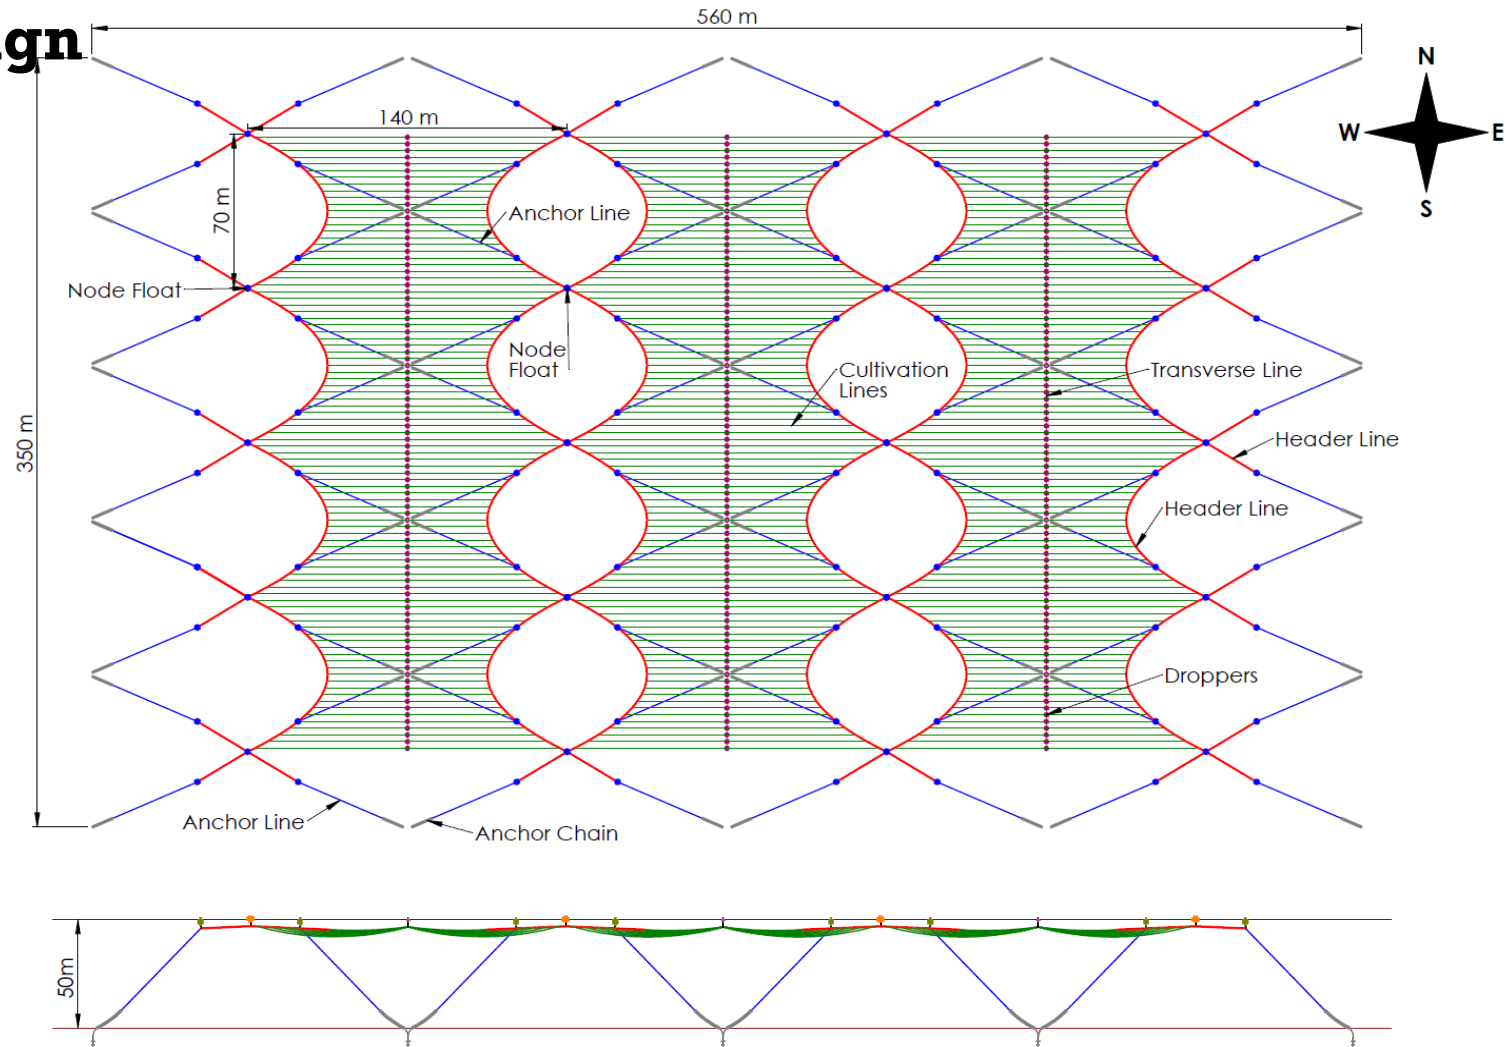 ign
560 m
N
W
E
S
140 m
70 m
Anchor Line
Node Float
Node
Float
Cultivation
Lines
Transverse Line
Header Line
350 m
Header Line
Droppers
Anchor Line
Anchor Chain
50m